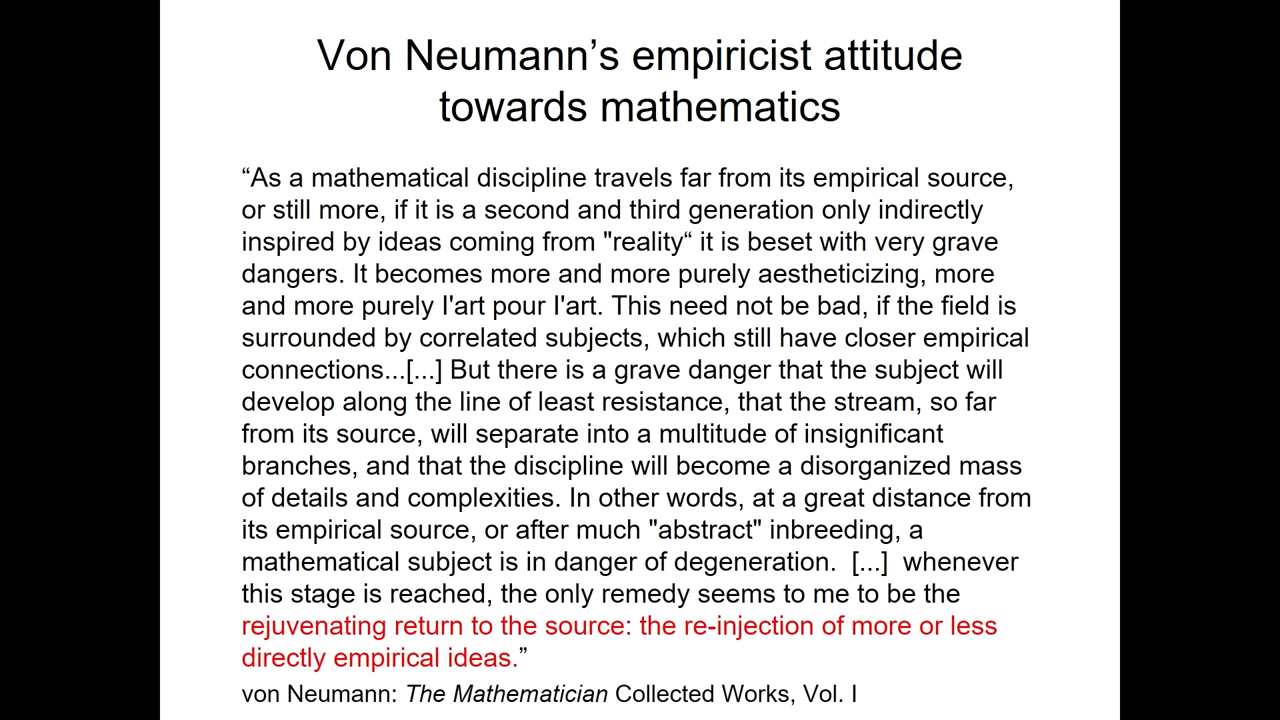 Von Neumann’s empiricist attitude
towards mathematics
“As a mathematical discipline travels far from its empirical source,
or still more, if it is a second and third generation only indirectly
inspired by ideas coming from "reality“ it is beset with very grave
dangers. It becomes more and more purely aestheticizing, more
and more purely l'art pour l'art. This need not be bad, if the field is
surrounded by correlated subjects, which still have closer empirical
connections...[...] But there is a grave danger that the subject will
develop along the line of least resistance, that the stream, so far
from its source, will separate into a multitude of insignificant
branches, and that the discipline will become a disorganized mass
of details and complexities. In other words, at a great distance from
its empirical source, or after much "abstract" inbreeding, a
mathematical subject is in danger of degeneration.  [...]  whenever
this stage is reached, the only remedy seems to me to be the
rejuvenating return to the source: the re-injection of more or less
directly empirical ideas.”
von Neumann: The Mathematician Collected Works, Vol. I